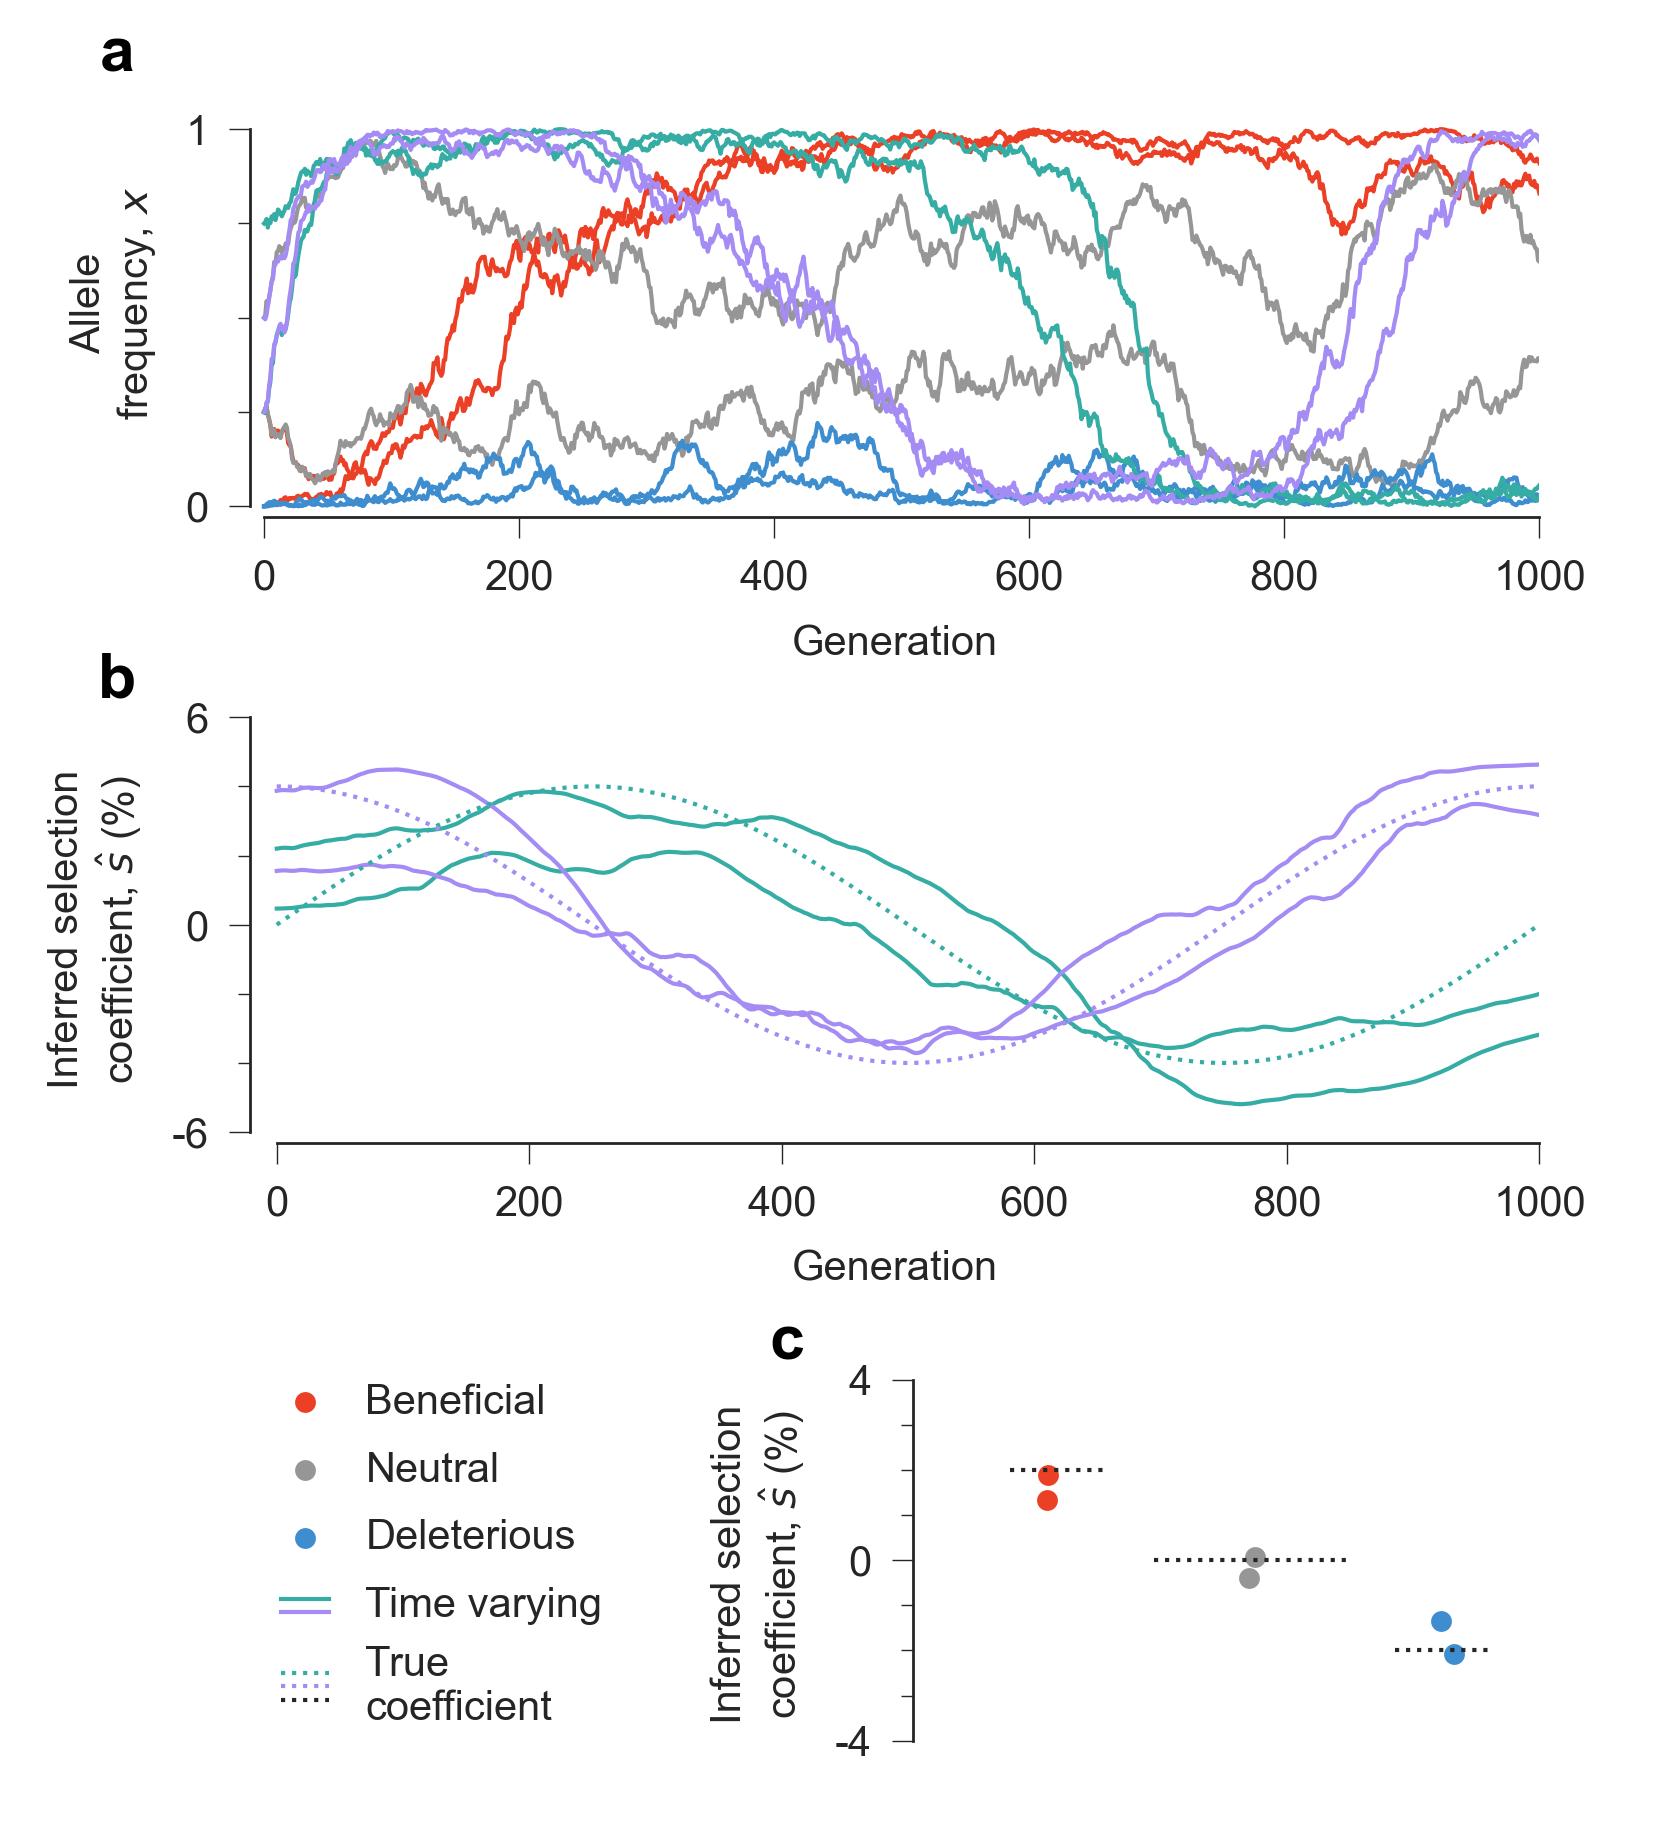 a
1
0
Allele
frequency, x
0 200 400 600 800 1000
Generation
b
6
0
-6
Inferred selection
coefficient, ŝ (%)
0 200 400 600 800 1000
Generation
Beneficial
Neutral
Deleterious
Time varying
True
coefficient
c
4
0
-4
Inferred selection
coefficient, ŝ (%)